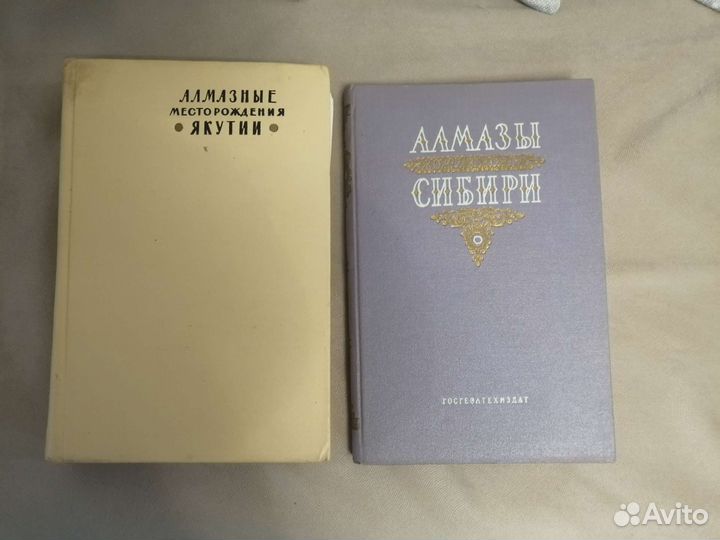 АЛМАЗНЫЕ
МЕСТОРОЖДЕНИЯ
• ЯКУТИИ •
АЛМАЗЫ
СИБИРИ
ГОСГЕОЛТЕХИЗДАТ
Avito